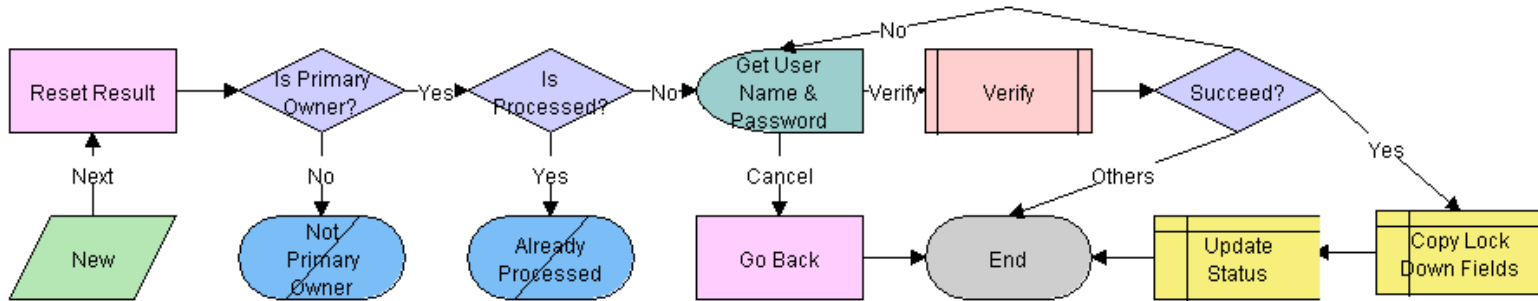 No
Reset Result
Is Primary
Owner?
Yes
Is
Processed?
No
Get User
Name &
Password
Verify
Verify
Succeed?
Next
No
Yes
Cancel
Others
Yes
New
Not
Primary
Owner
Already
Processed
Go Back
End
Update
Status
Copy Lock
Down Fields